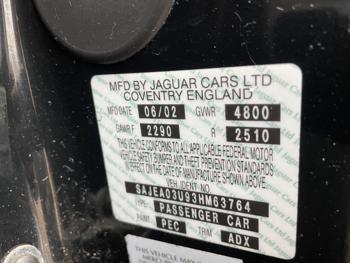 MFD BY JAGUAR CARS LTD
COVENTRY ENGLAND
MFD DATE 06/02 GVWR 4800
GAWR F 2290 R 2510
THIS VEHICLE CONFORMS TO ALL APPLICABLE FEDERAL MOTOR
VEHICLE SAFETY, BUMPER AND THEFT PREVENTION STANDARDS
IN EFFECT ON THE DATE OF MANUFACTURE SHOWN ABOVE
VEH. IDENT NO.
SAJEA03U93HM63764
TYPE: PASSENGER CAR
PAINT PEC TRIM ADX
THIS VEHICLE MAY